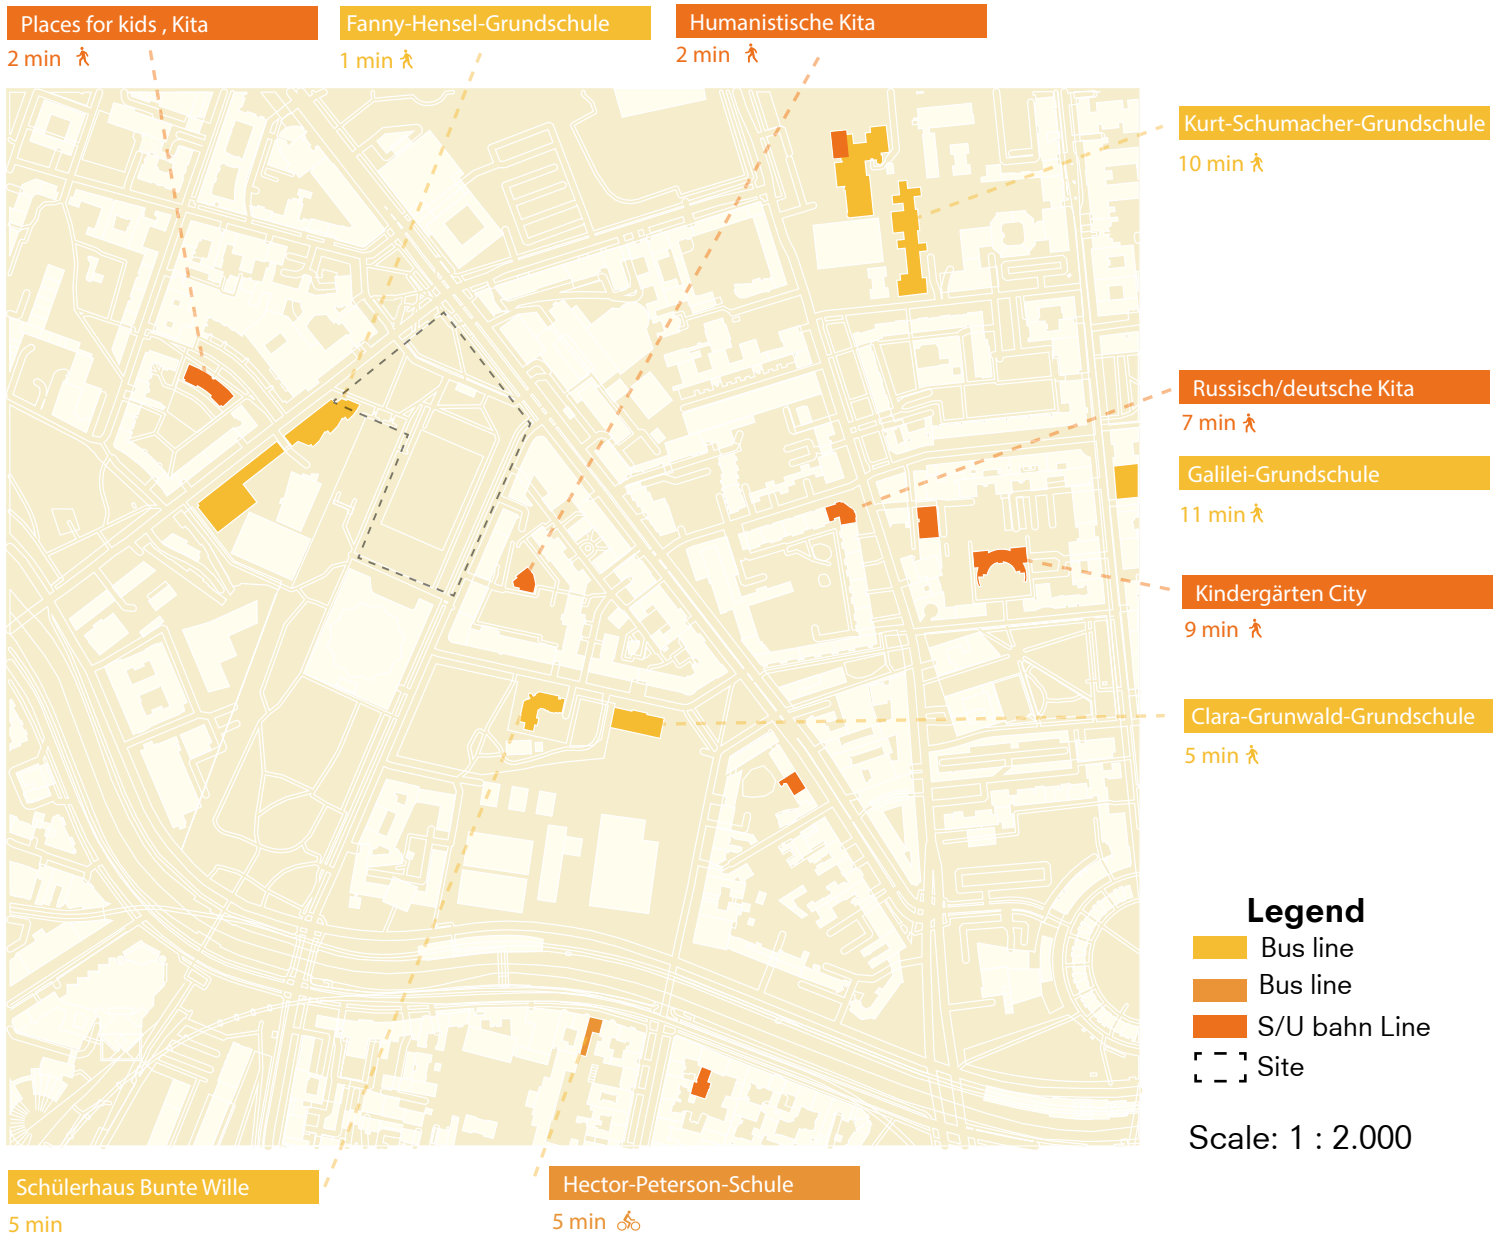 Places for kids , Kita
2 min
Fanny-Hensel-Grundschule
1 min
Humanistische Kita
2 min
Kurt-Schumacher-Grundschule
10 min
Russisch/deutsche Kita
7 min
Galilei-Grundschule
11 min
Kindergärten City
9 min
Clara-Grunwald-Grundschule
5 min
Legend
Bus line
Bus line
S/U bahn Line
Site
Scale: 1 : 2.000
Schülerhaus Bunte Wille
5 min
Hector-Peterson-Schule
5 min